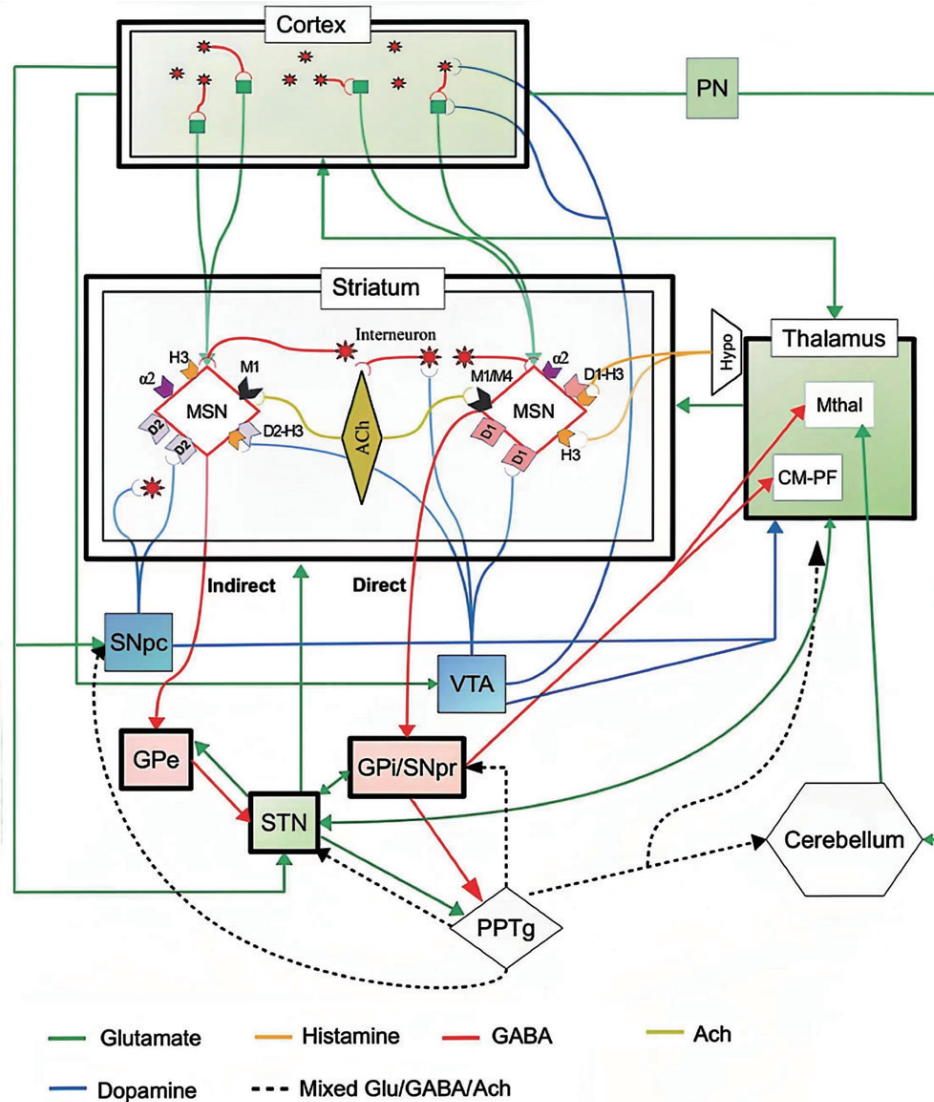 Cortex
PN
Striatum
Interneuron
Thalamus
Hypo
H3
α2
M1
MSN
D2
D2
D2-H3
ACh
M1/M4
α2
D1-H3
MSN
D1
D1
H3
Mthal
CM-PF
Indirect
Direct
SNpc
VTA
GPe
GPi/SNpr
STN
Cerebellum
PPTg
Glutamate
Histamine
GABA
Ach
Dopamine
Mixed Glu/GABA/Ach